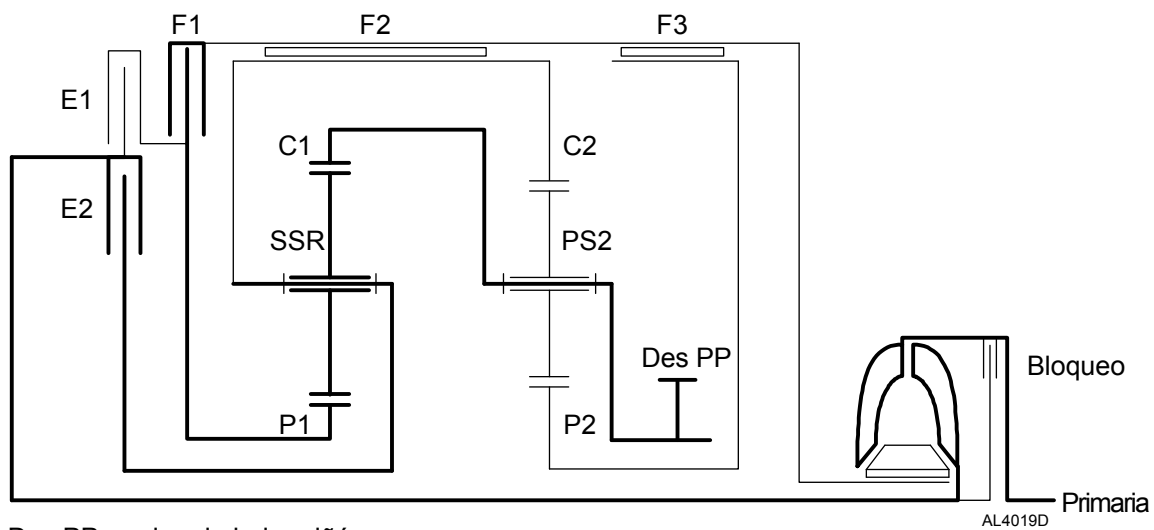 F1
F2
F3
E1
C1
C2
E2
SSR
PS2
Des PP
Bloqueo
P1
P2
Primaria
AL4019D